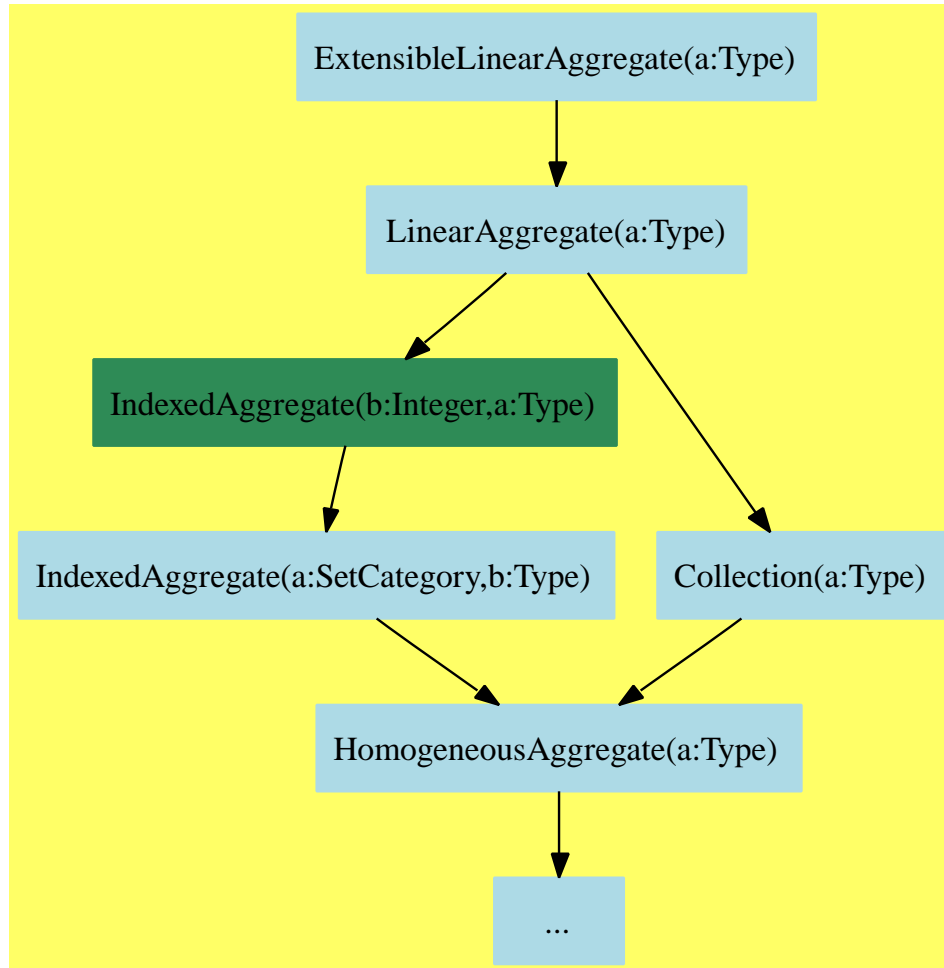 ExtensibleLinearAggregate(a:Type)
LinearAggregate(a:Type)
IndexedAggregate(b:Integer,a:Type)
IndexedAggregate(a:SetCategory,b:Type)
Collection(a:Type)
HomogeneousAggregate(a:Type)
...